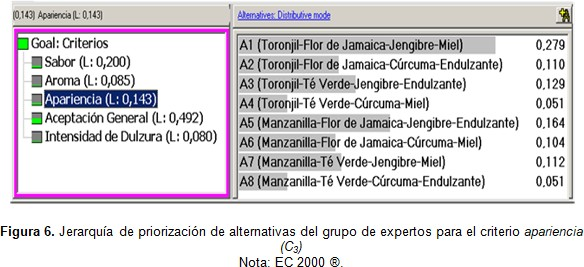 (0,143) Apariencia (L: 0,143)
Alternatives: Distributive mode
Goal: Criterios
Sabor (L: 0,200)
Aroma (L: 0,085)
Apariencia (L: 0,143)
Aceptación General (L: 0,492)
Intensidad de Dulzura (L: 0,080)
A1 (Toronjil-Flor de Jamaica-Jengibre-Miel) 0,279
A2 (Toronjil-Flor de Jamaica-Cúrcuma-Endulzante) 0,110
A3 (Toronjil-Té Verde-Jengibre-Endulzante) 0,129
A4 (Toronjil-Té Verde-Cúrcuma-Miel) 0,051
A5 (Manzanilla-Flor de Jamaica-Jengibre-Endulzante) 0,164
A6 (Manzanilla-Flor de Jamaica-Cúrcuma-Miel) 0,104
A7 (Manzanilla-Té Verde-Jengibre-Miel) 0,112
A8 (Manzanilla-Té Verde-Cúrcuma-Endulzante) 0,051
Figura 6. Jerarquía de priorización de alternativas del grupo de expertos para el criterio apariencia
(C3)
Nota: EC 2000 ®.